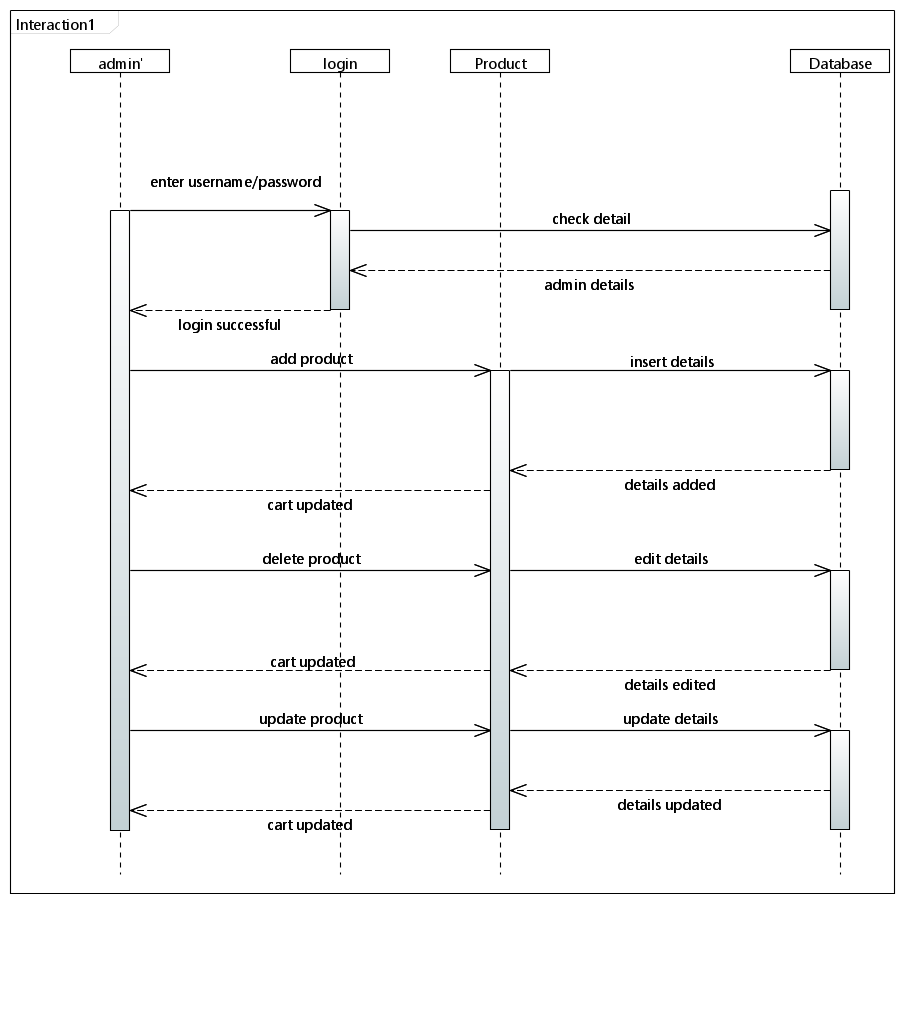 Interaction1
admin'
login
Product
Database
enter username/password
check detail
admin details
login successful
add product
insert details
details added
cart updated
delete product
edit details
cart updated
details edited
update product
update details
details updated
cart updated